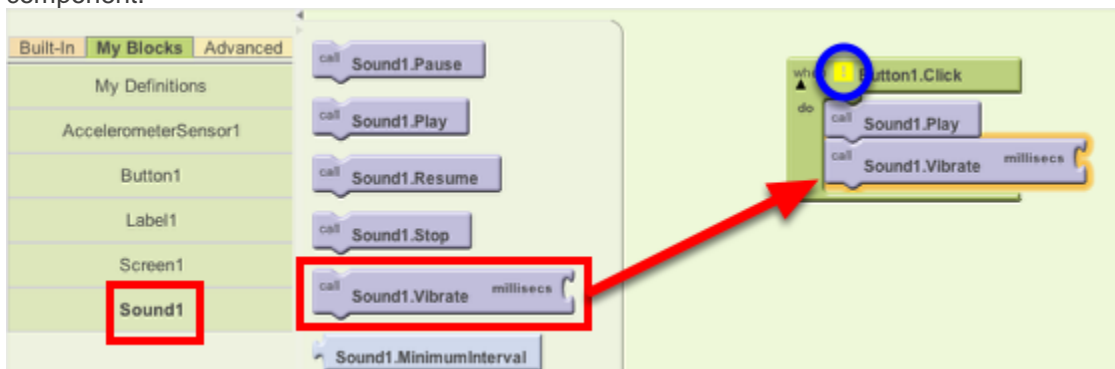 component.
Built-In My Blocks Advanced
My Definitions
AccelerometerSensor1
Button1
Label1
Screen1
Sound1
call Sound1.Pause
call Sound1.Play
call Sound1.Resume
call Sound1.Stop
call Sound1.Vibrate millisecs
Sound1.MinimumInterval
when ! Button1.Click
do call Sound1.Play
call Sound1.Vibrate millisecs